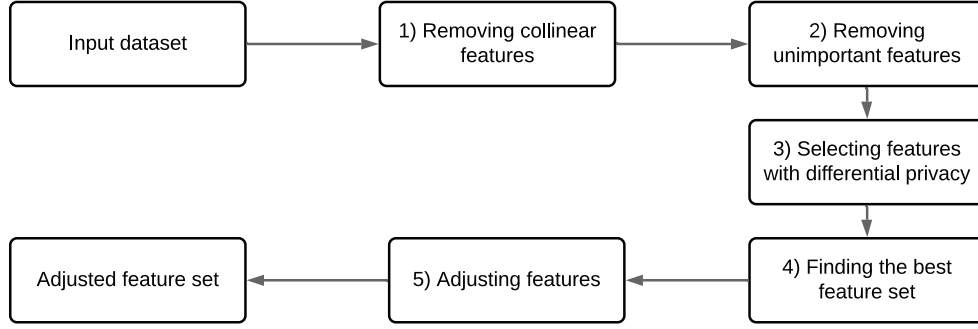 Input dataset
1) Removing collinear
features
2) Removing
unimportant features
3) Selecting features
with differential privacy
4) Finding the best
feature set
5) Adjusting features
Adjusted feature set